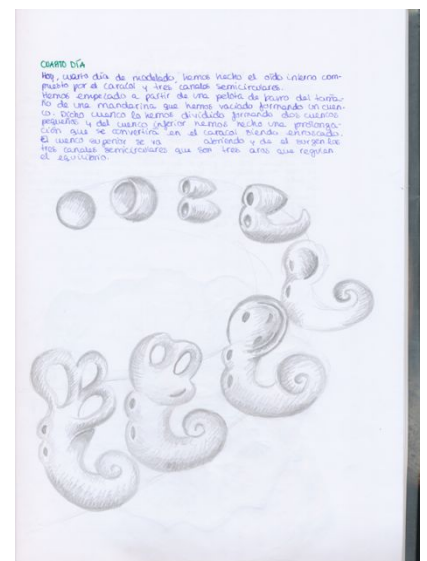 CUARTO DÍA
Hoy, cuarto día de modelado, hemos hecho el oído interno com-
puesto por el caracol y tres canales semicirculares.
Hemos empezado a partir de una pelota de barro del tama-
ño de una mandarina que hemos vaciado formando un cuen-
co. Dicho cuenco lo hemos dividido formando dos cuencos
pequeños y del cuenco inferior hemos hecho una prolonga-
ción que se convertirá en el caracol siendo enroscado.
El cuenco superior se va abriendo y de él surgen los
tres canales semicirculares que son tres aros que regulan
el equilibrio.